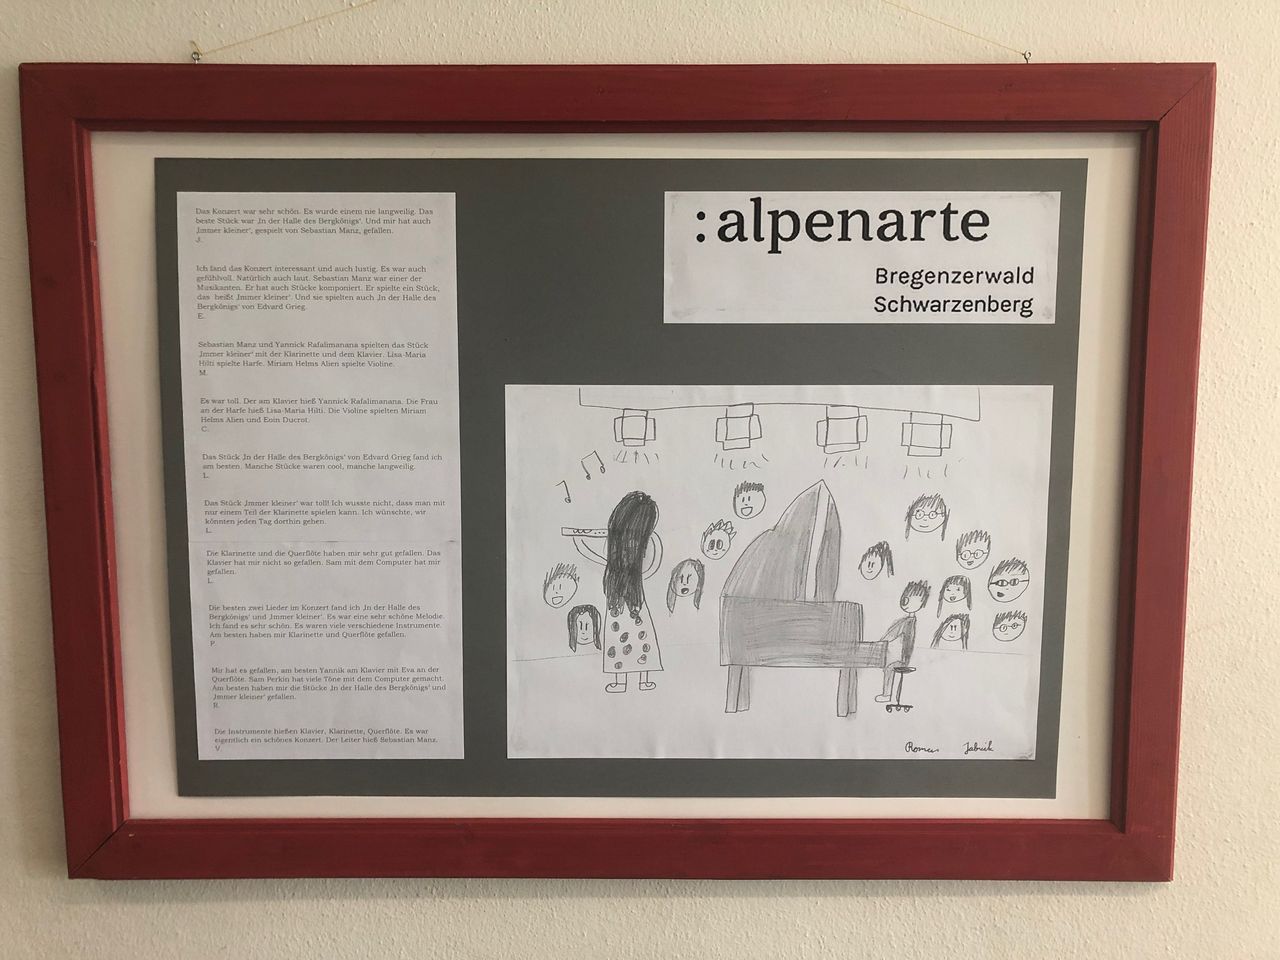 Das Konzert war sehr schön. Es wurde einem nie langweilig. Das
beste Stück war ‚In der Halle des Bergkönigs'. Und mir hat auch
‚Immer kleiner', gespielt von Sebastian Manz, gefallen.
J.
Ich fand das Konzert interessant und auch lustig. Es war auch
gefühlvoll. Natürlich auch laut. Sebastian Manz war einer der
Musikanten. Er hat auch Stücke komponiert. Er spielte ein Stück,
das heißt ‚Immer kleiner'. Und sie spielten auch ‚In der Halle des
Bergkönigs' von Edvard Grieg.
E.
Sebastian Manz und Yannick Rafalimanana spielten das Stück
‚Immer kleiner' mit der Klarinette und dem Klavier. Lisa-Maria
Hilti spielte Harfe. Miriam Helms Alien spielte Violine.
M.
Es war toll. Der am Klavier hieß Yannick Rafalimanana. Die Frau
an der Harfe hieß Lisa-Maria Hilti. Die Violine spielten Miriam
Helms Alien und Eoin Ducrot.
C.
Das Stück ‚In der Halle des Bergkönigs' von Edvard Grieg fand ich
am besten. Manche Stücke waren cool, manche langweilig.
L.
Das Stück ‚Immer kleiner' war toll! Ich wusste nicht, dass man mit
nur einem Teil der Klarinette spielen kann. Ich wünschte, wir
könnten jeden Tag dorthin gehen.
L.
Die Klarinette und die Querflöte haben mir sehr gut gefallen. Das
Klavier hat mir nicht so gefallen. Sam mit dem Computer hat mir
gefallen.
L.
Die besten zwei Lieder im Konzert fand ich ‚In der Halle des
Bergkönigs' und ‚Immer kleiner'. Es war eine sehr schöne Melodie.
Ich fand es sehr schön. Es waren viele verschiedene Instrumente.
Am besten haben mir Klarinette und Querflöte gefallen.
P.
Mir hat es gefallen, am besten Yannik am Klavier mit Eva an der
Querflöte. Sam Perkin hat viele Töne mit dem Computer gemacht.
Am besten haben mir die Stücke ‚In der Halle des Bergkönigs' und
‚Immer kleiner' gefallen.
R.
Die Instrumente hießen Klavier, Klarinette, Querflöte. Es war
eigentlich ein schönes Konzert. Der Leiter hieß Sebastian Manz.
V.
:alpenarte
Bregenzerwald
Schwarzenberg